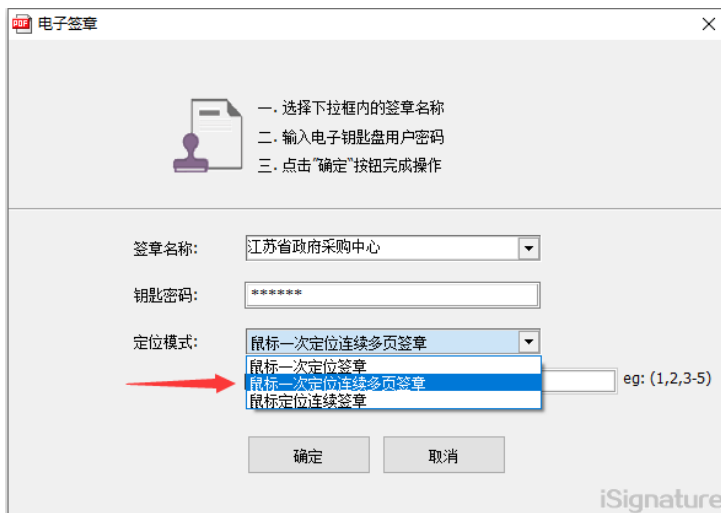 电子签章
一. 选择下拉框内的签章名称
二. 输入电子钥匙盘用户密码
三. 点击"确定"按钮完成操作
签章名称: 江苏省政府采购中心
钥匙密码: ******
定位模式: 鼠标一次定位连续多页签章
鼠标一次定位签章
鼠标一次定位连续多页签章 eg: (1,2,3-5)
鼠标定位连续签章
确定 取消
iSignature